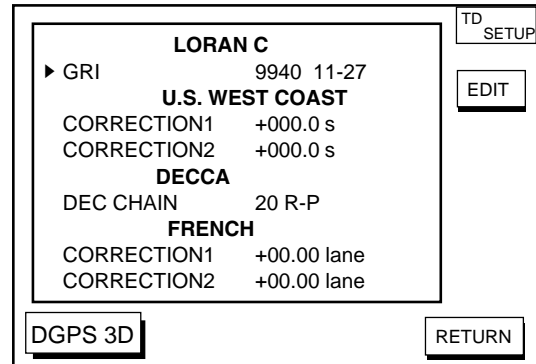 TD
SETUP
LORAN C
GRI 9940 11-27
EDIT
U.S. WEST COAST
CORRECTION1 +000.0 s
CORRECTION2 +000.0 s
DECCA
DEC CHAIN 20 R-P
FRENCH
CORRECTION1 +00.00 lane
CORRECTION2 +00.00 lane
DGPS 3D
RETURN